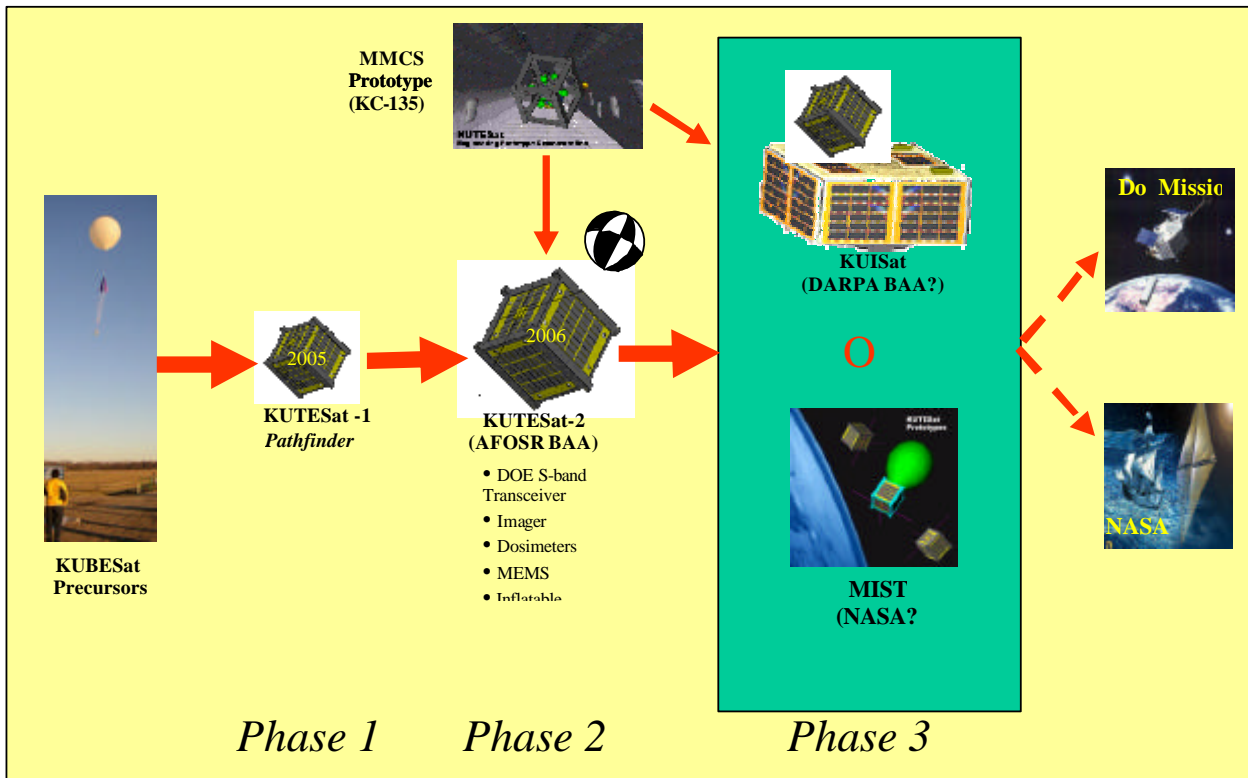 MMCS
Prototype
(KC-135)
KUTESat
KUBESat
Precursors
2005
KUTESat -1
Pathfinder
2006
KUTESat-2
(AFOSR BAA)
• DOE S-band
Transceiver
• Imager
• Dosimeters
• MEMS
• Inflatable
KUISat
(DARPA BAA?)
O
KUTESat
Prototypes
MIST
(NASA?
Do Missio
NASA
Phase 1
Phase 2
Phase 3